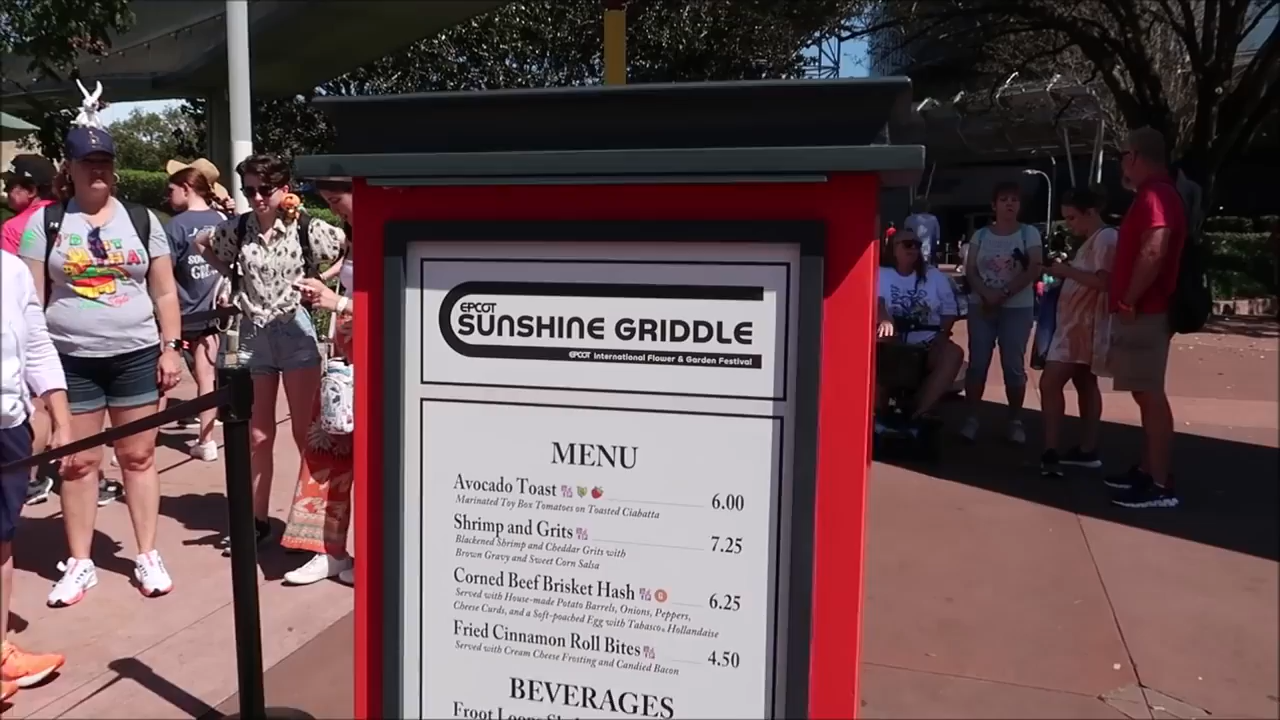 EPCOT
SUNSHINE GRIDDLE
EPCOT International Flower & Garden Festival
MENU
Avocado Toast 6.00
Marinated Toy Box Tomatoes on Toasted Ciabatta
Shrimp and Grits 7.25
Blackened Shrimp and Cheddar Grits with
Brown Gravy and Sweet Corn Salsa
Corned Beef Brisket Hash 6.25
Served with House-made Potato Barrels, Onions, Peppers,
Cheese Curds, and a Soft-poached Egg with Tabasco® Hollandaise
Fried Cinnamon Roll Bites 4.50
Served with Cream Cheese Frosting and Candied Bacon
BEVERAGES
Froot Loops